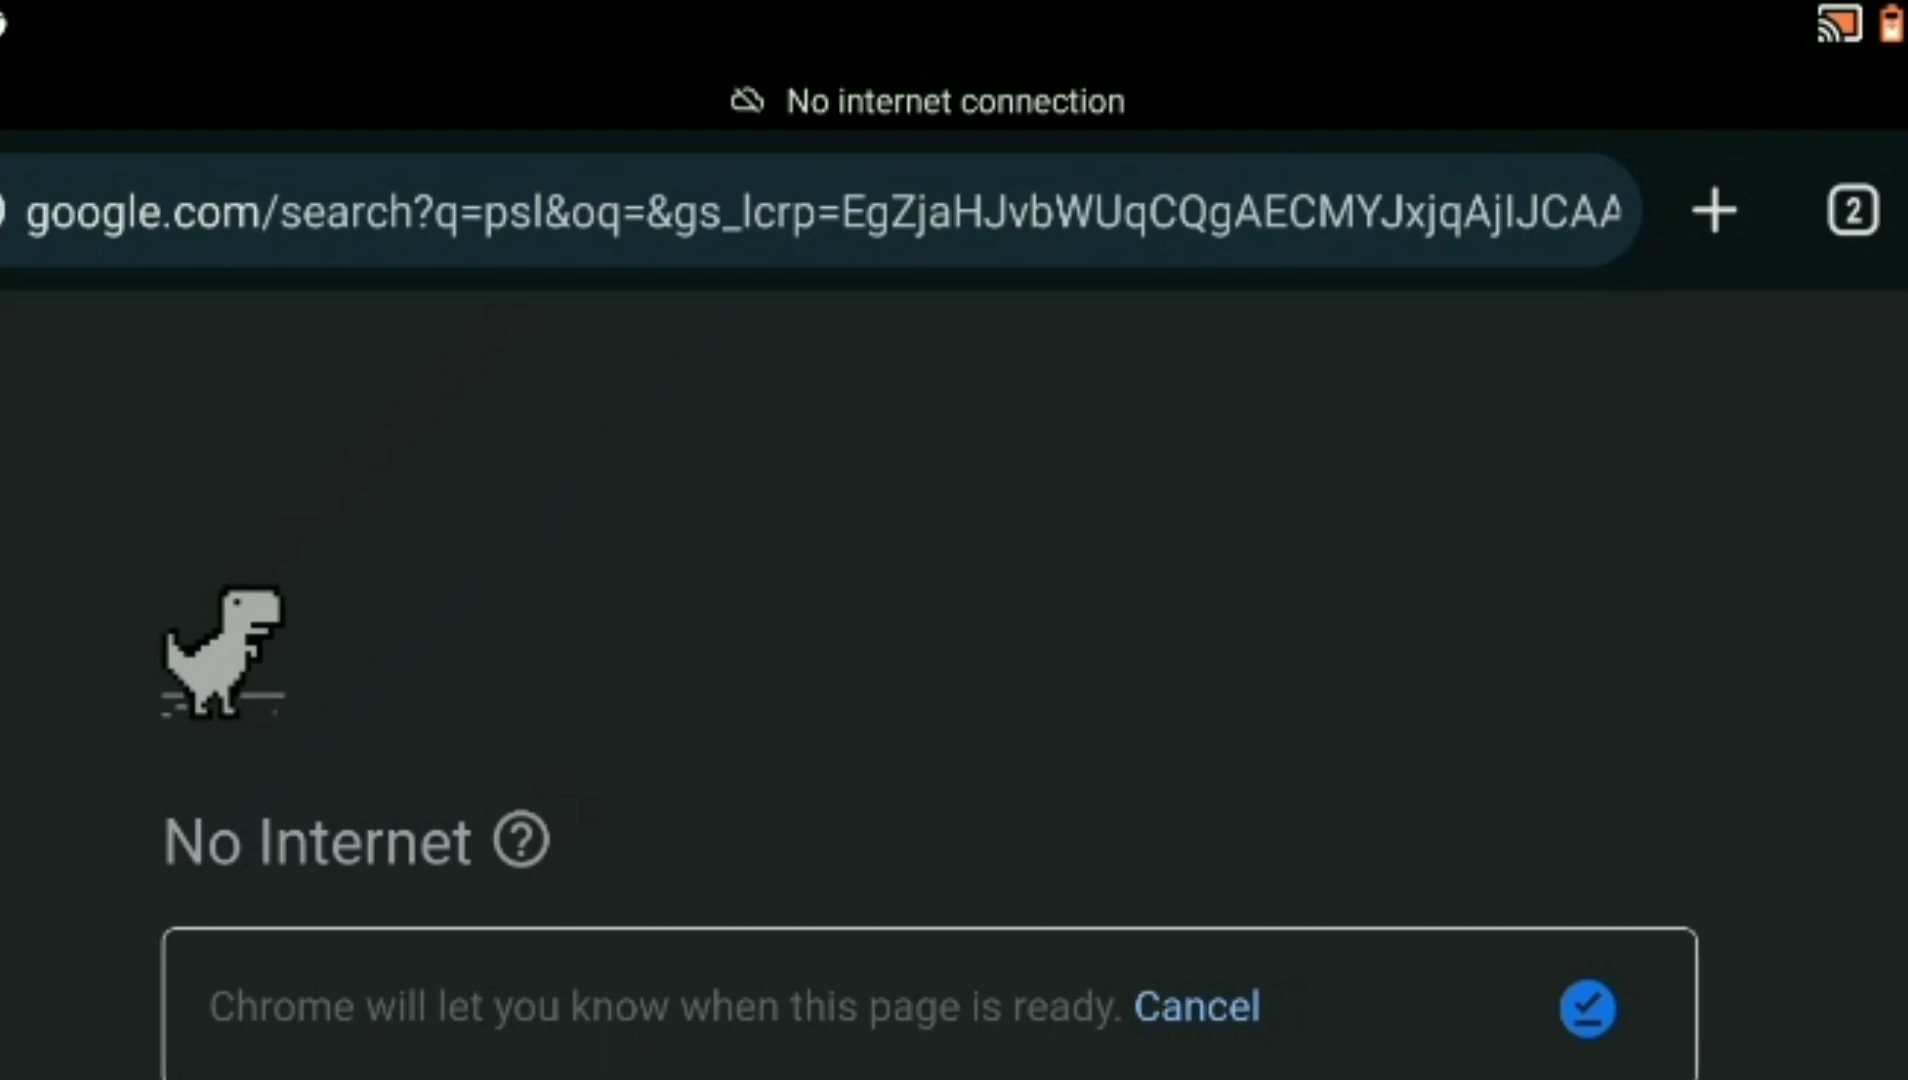 No internet connection
google.com/search?q=psl&oq=&gs_lcrp=EgZjaHJvbWUqCQgAECMYJxjqAjIJCAA
2
No Internet
Chrome will let you know when this page is ready. Cancel